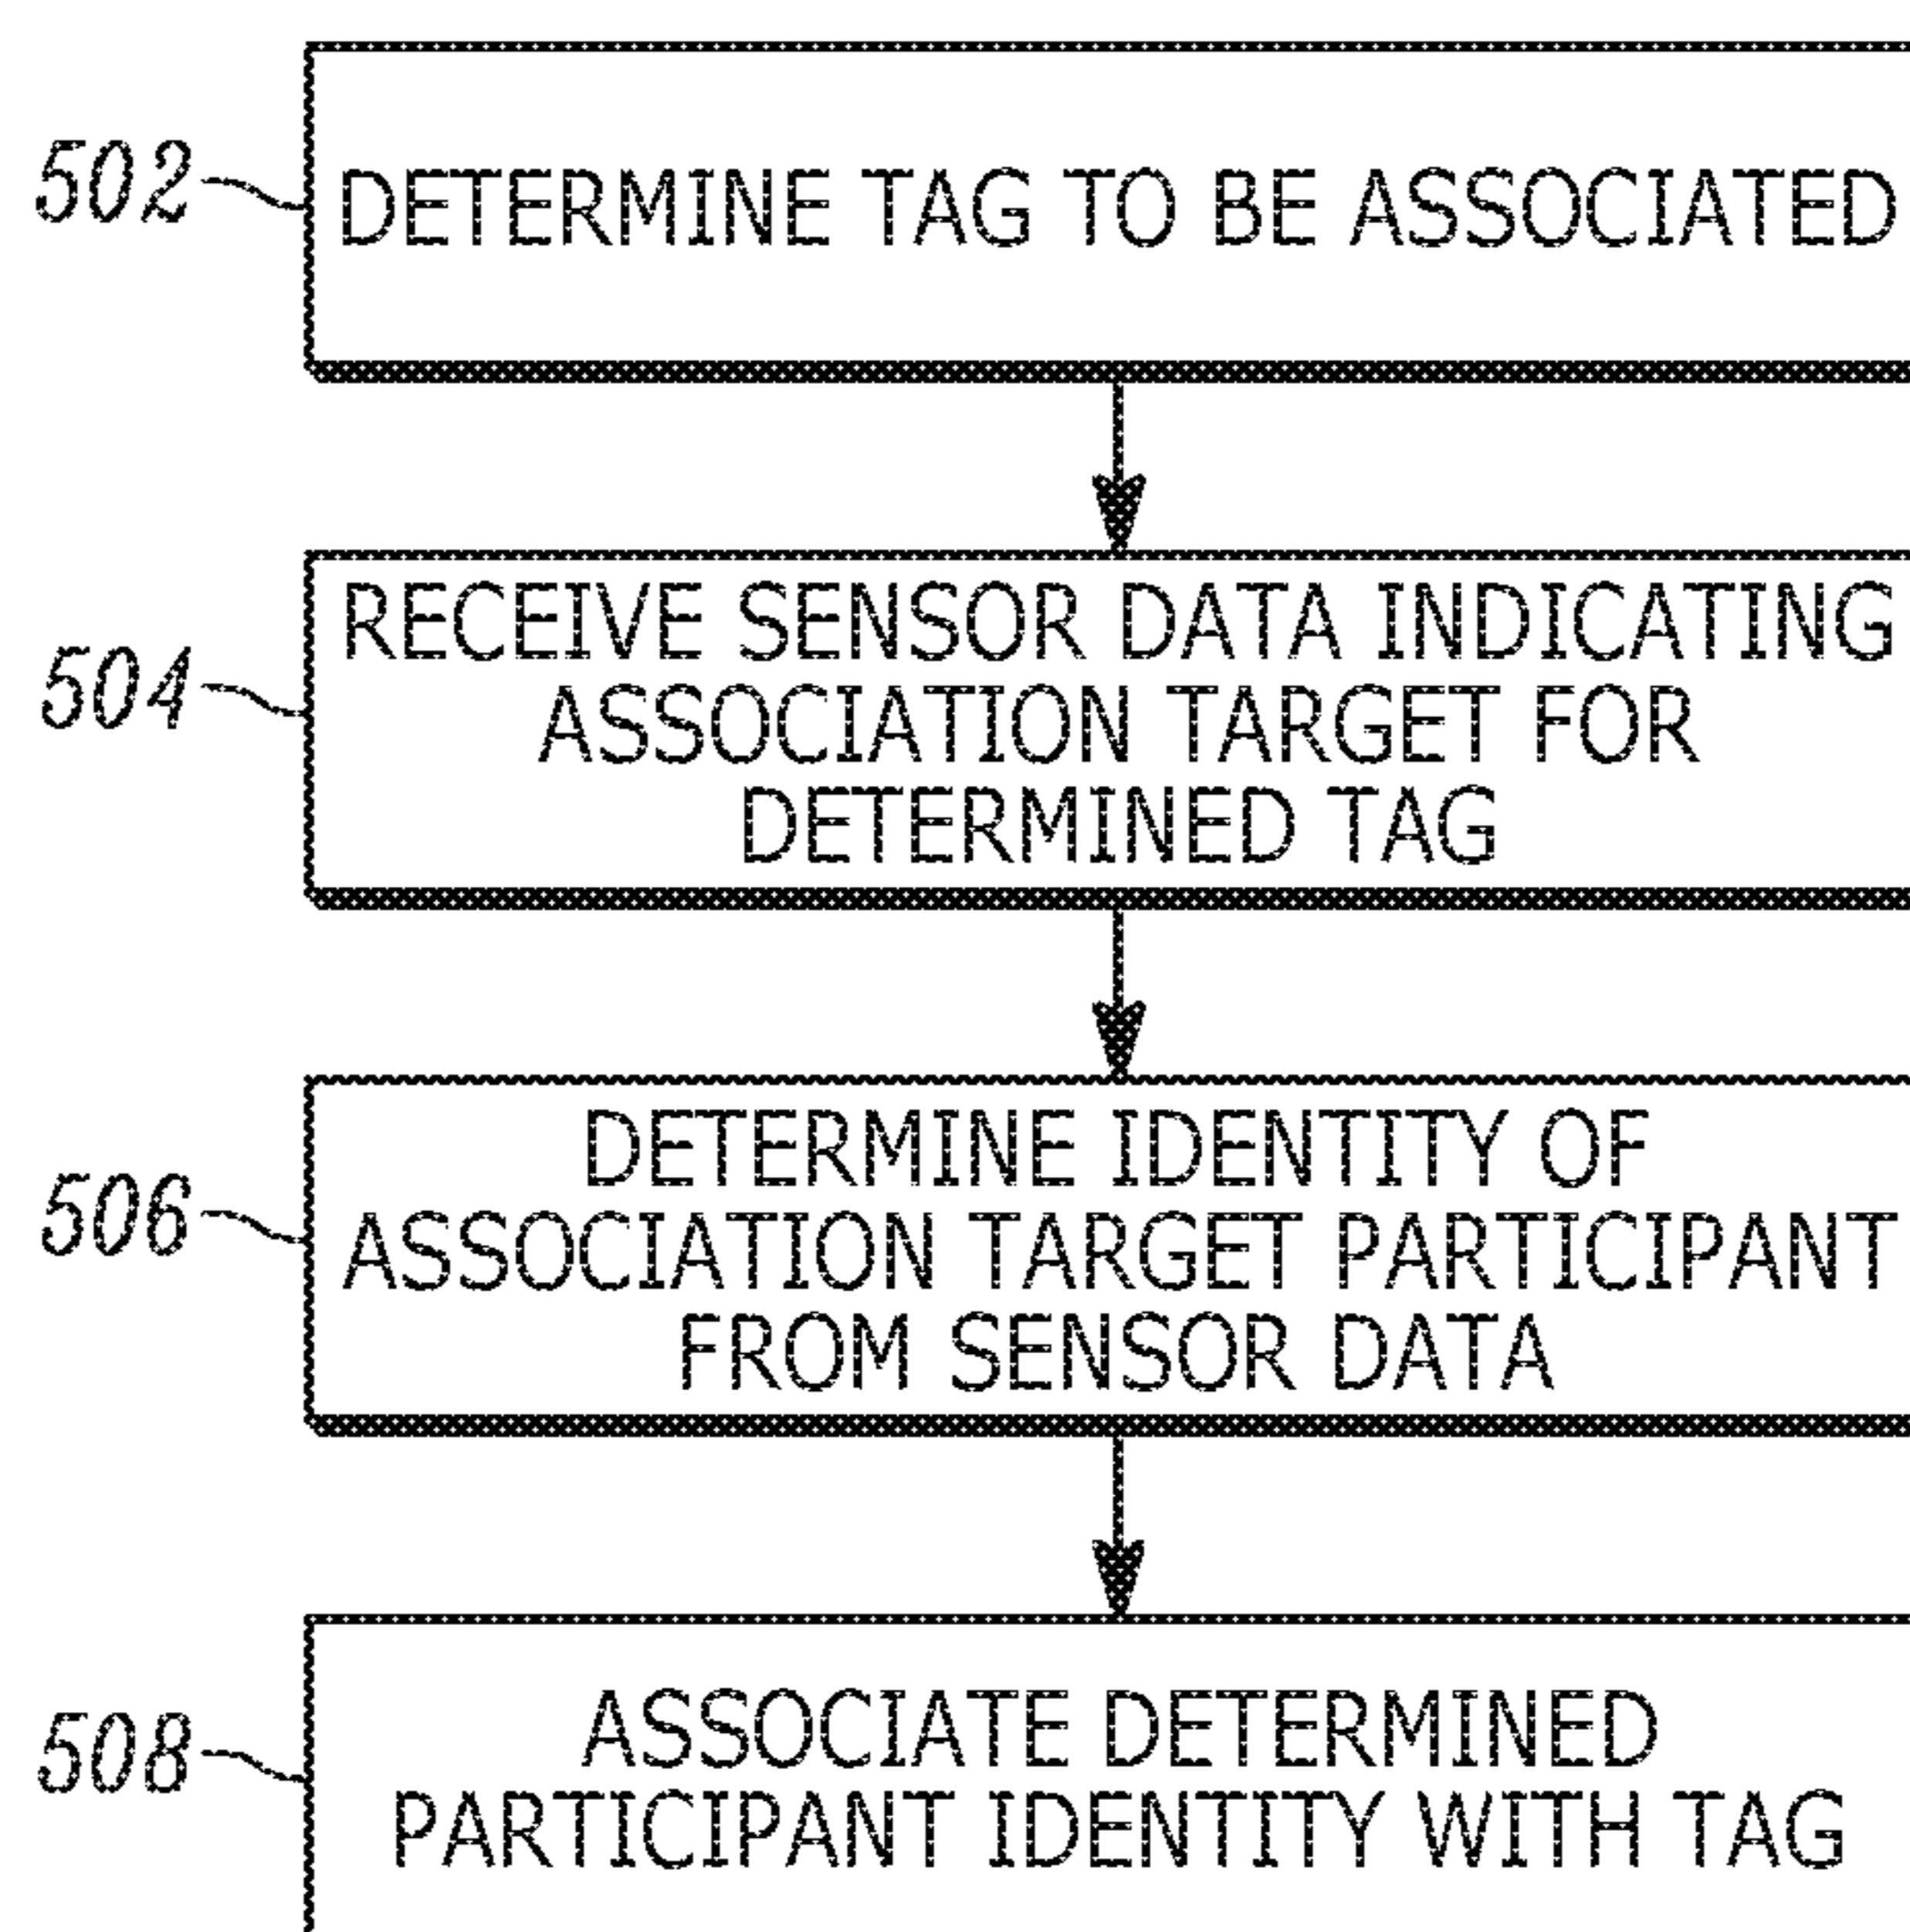 502
DETERMINE TAG TO BE ASSOCIATED
504
RECEIVE SENSOR DATA INDICATING
ASSOCIATION TARGET FOR
DETERMINED TAG
506
DETERMINE IDENTITY OF
ASSOCIATION TARGET PARTICIPANT
FROM SENSOR DATA
508
ASSOCIATE DETERMINED
PARTICIPANT IDENTITY WITH TAG